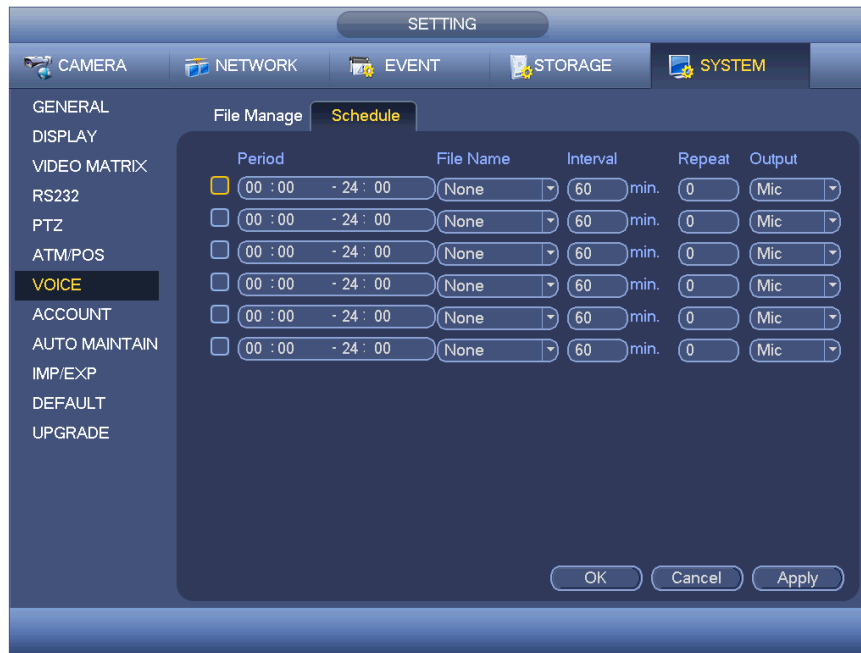 SETTING
CAMERA NETWORK EVENT STORAGE SYSTEM
GENERAL
DISPLAY
VIDEO MATRIX
RS232
PTZ
ATM/POS
VOICE
ACCOUNT
AUTO MAINTAIN
IMP/EXP
DEFAULT
UPGRADE
File Manage Schedule
Period File Name Interval Repeat Output
00 : 00 - 24 : 00 None 60 min. 0 Mic
00 : 00 - 24 : 00 None 60 min. 0 Mic
00 : 00 - 24 : 00 None 60 min. 0 Mic
00 : 00 - 24 : 00 None 60 min. 0 Mic
00 : 00 - 24 : 00 None 60 min. 0 Mic
00 : 00 - 24 : 00 None 60 min. 0 Mic
OK Cancel Apply